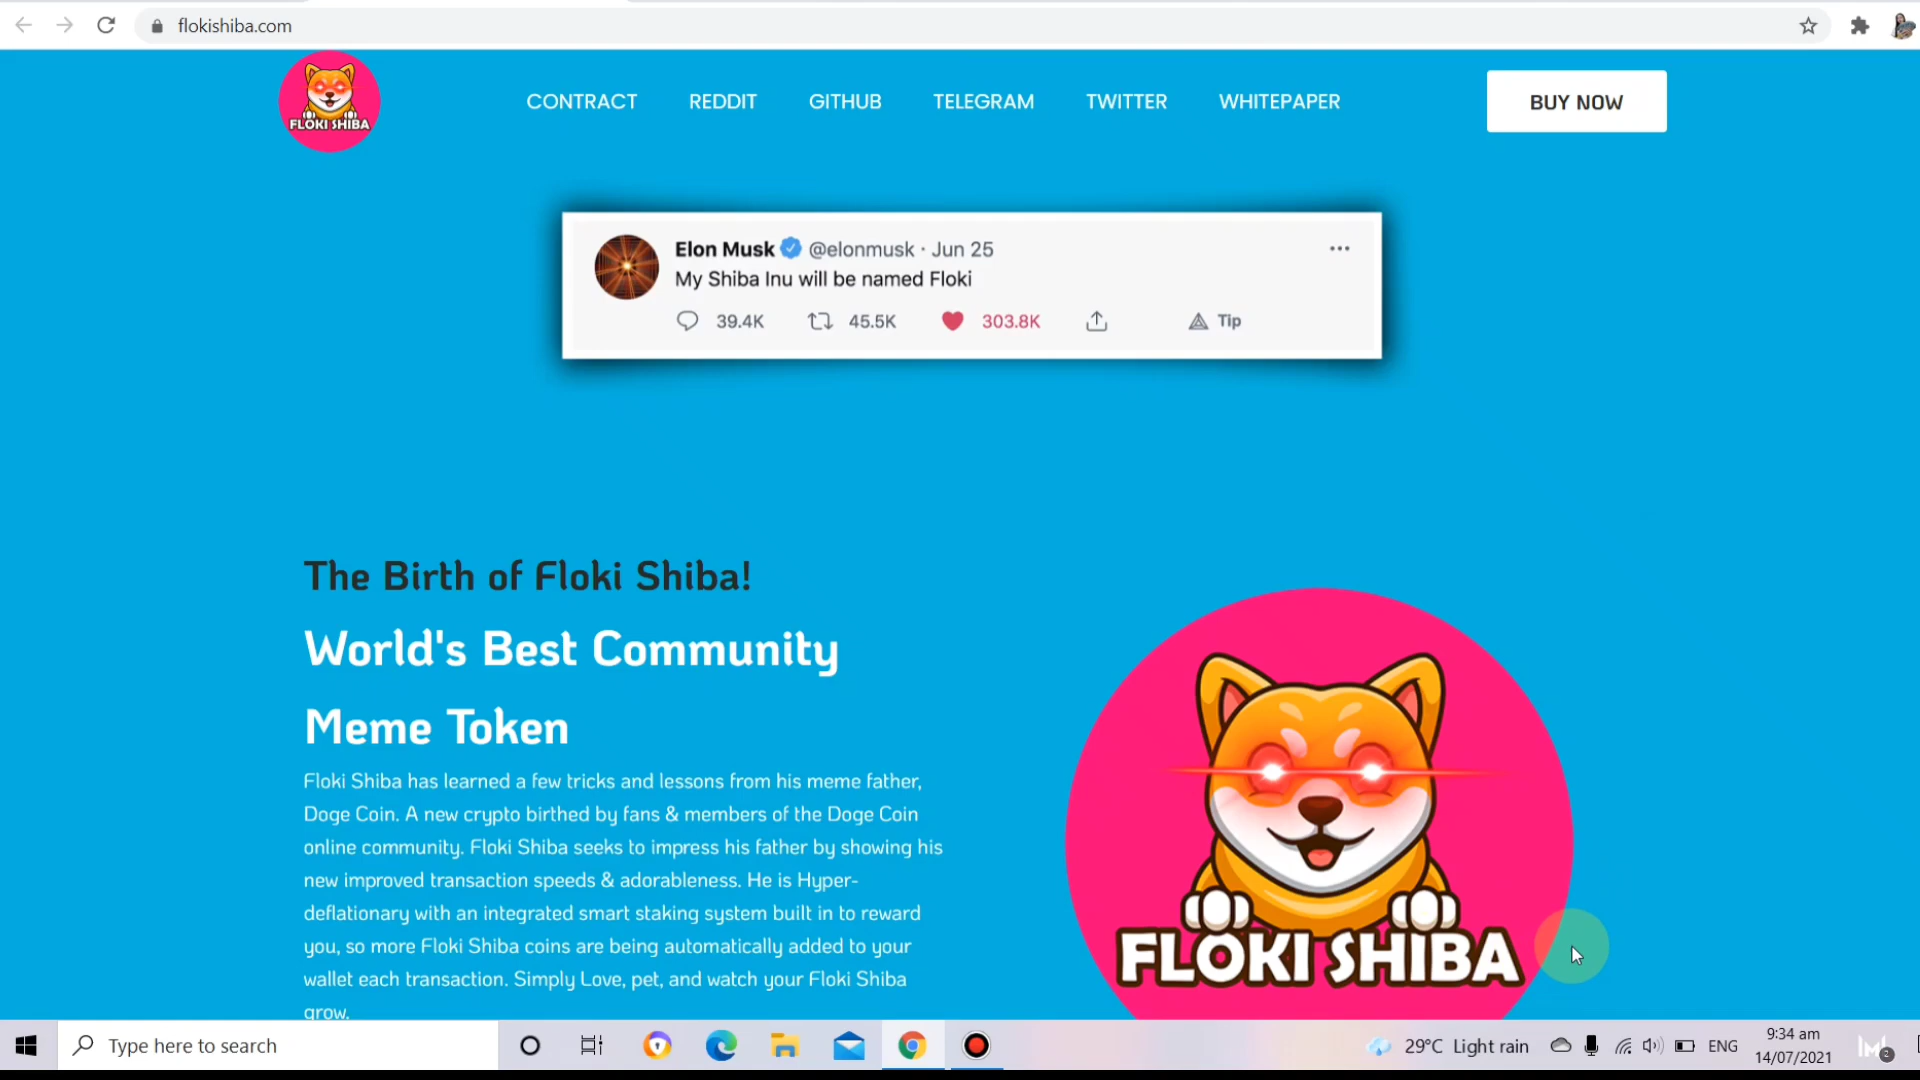 flokishiba.com
FLOKI SHIBA
CONTRACT REDDIT GITHUB TELEGRAM TWITTER WHITEPAPER BUY NOW
Elon Musk @elonmusk · Jun 25
My Shiba Inu will be named Floki
39.4K 45.5K 303.8K Tip
The Birth of Floki Shiba!
World's Best Community
Meme Token
Floki Shiba has learned a few tricks and lessons from his meme father,
Doge Coin. A new crypto birthed by fans & members of the Doge Coin
online community. Floki Shiba seeks to impress his father by showing his
new improved transaction speeds & adorableness. He is Hyper-
deflationary with an integrated smart staking system built in to reward
you, so more Floki Shiba coins are being automatically added to your
wallet each transaction. Simply Love, pet, and watch your Floki Shiba
grow.
FLOKI SHIBA
Type here to search
29°C Light rain
ENG
9:34 am
14/07/2021
2